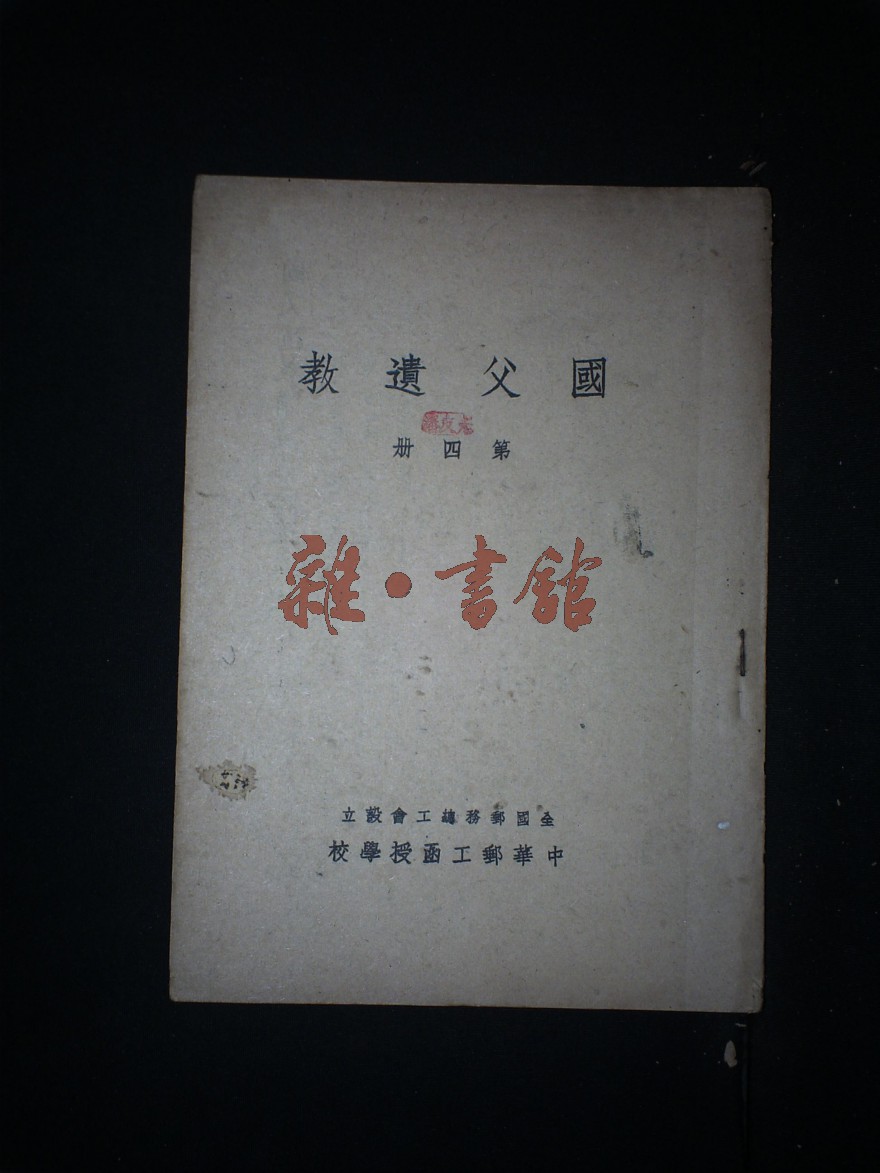 國父遺教
第四册
雜·書館
全國郵務總工會設立
中華郵工函授學校